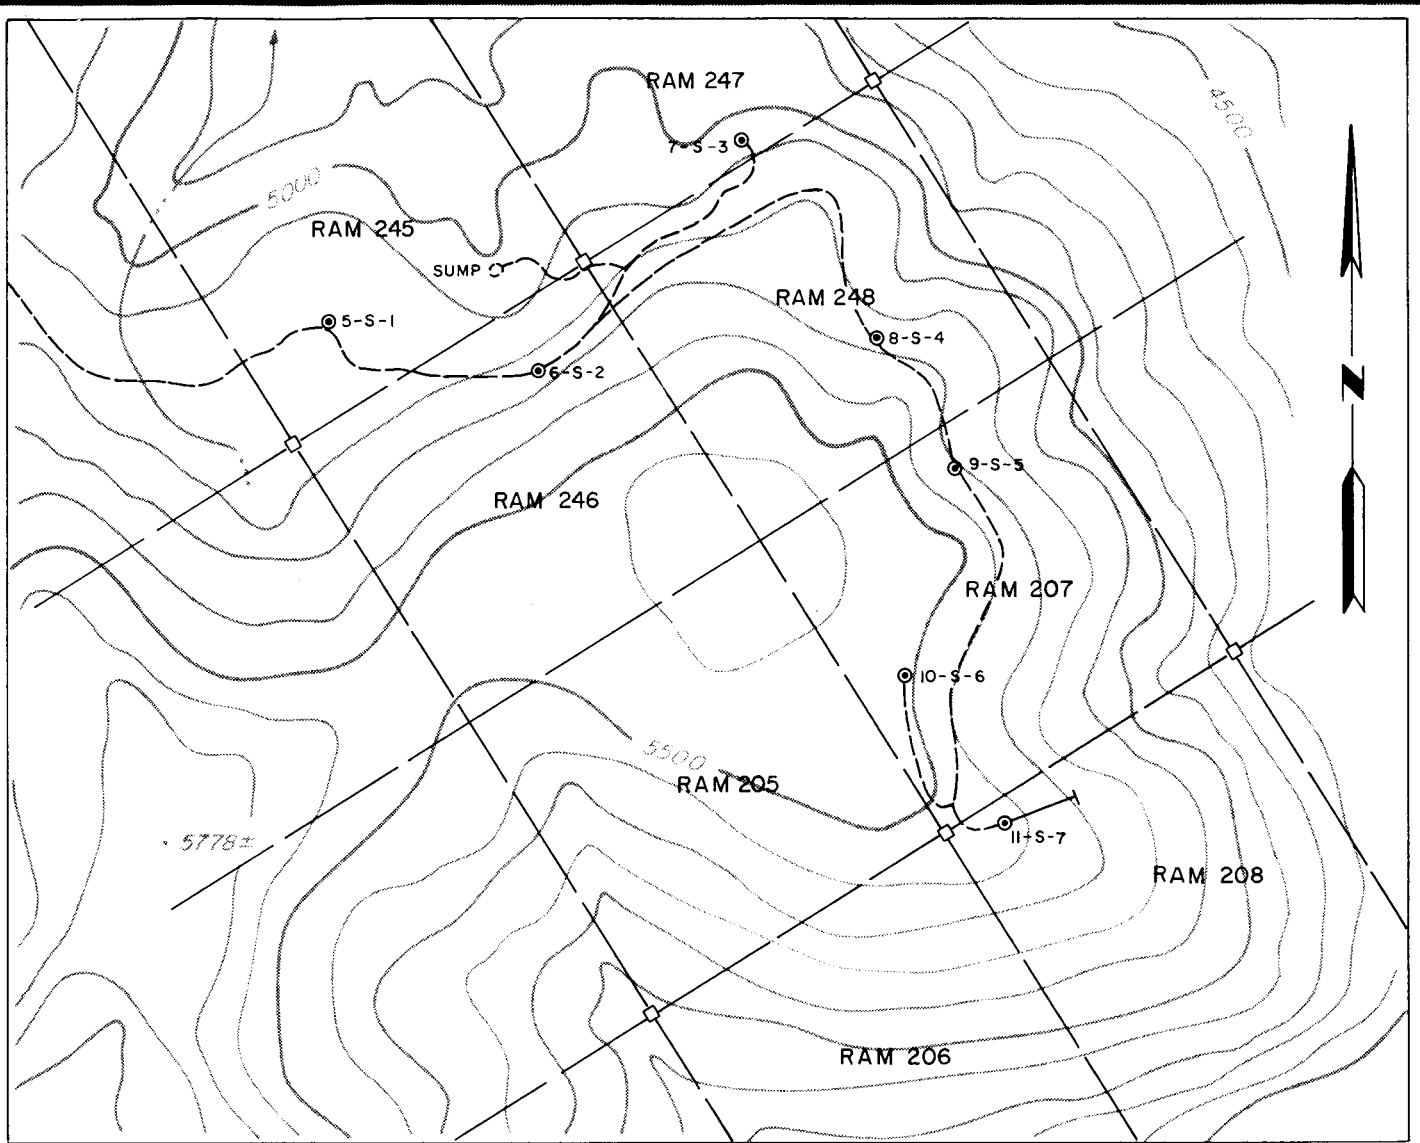 RAM 247
4500
7-S-3
5000
RAM 245
SUMP
RAM 248
5-S-1
8-S-4
6-S-2
N
9-S-5
RAM 246
RAM 207
10-S-6
5500
RAM 205
5778±
11-S-7
RAM 208
RAM 206